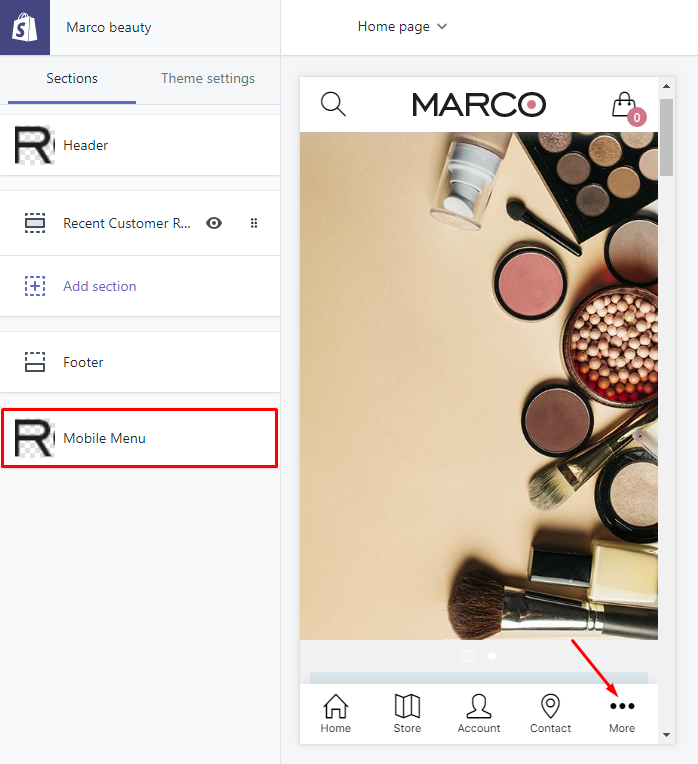 Marco beauty
Home page
Sections
Theme settings
Header
Recent Customer R...
Add section
Footer
Mobile Menu
MARCO
0
Home
Store
Account
Contact
More